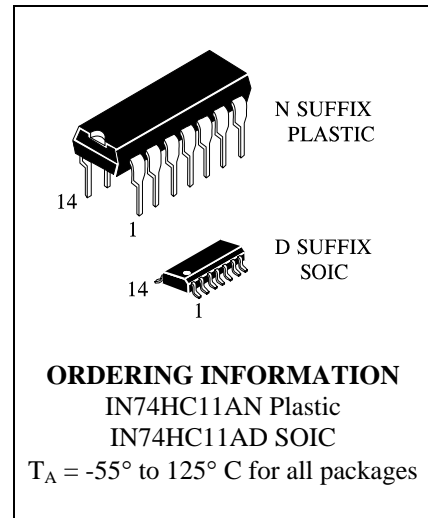 N SUFFIX
PLASTIC
14
1
D SUFFIX
SOIC
14
1
ORDERING INFORMATION
IN74HC11AN Plastic
IN74HC11AD SOIC
TA = -55° to 125° C for all packages